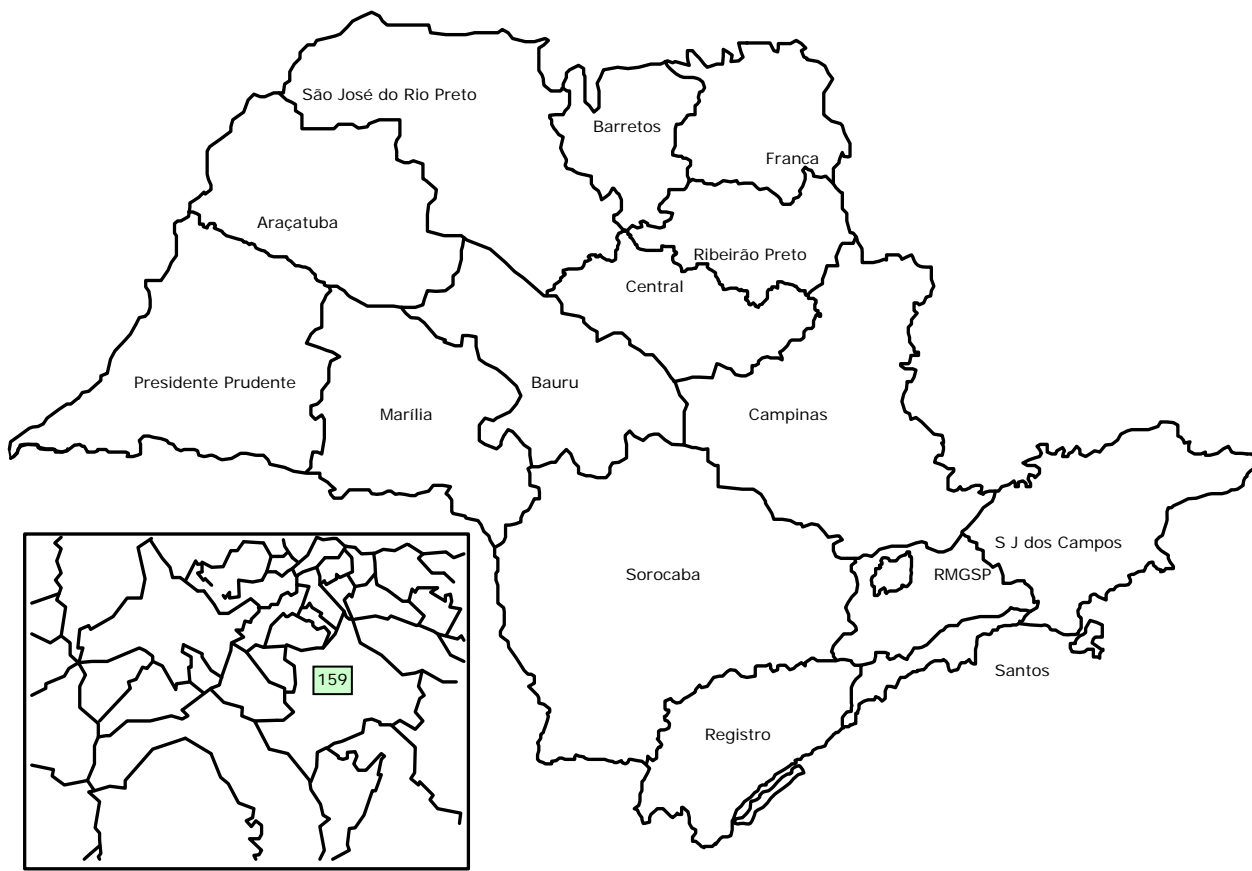 São José do Rio Preto
Barretos
Franca
Araçatuba
Ribeirão Preto
Central
Presidente Prudente
Bauru
Marília
Campinas
S J dos Campos
Sorocaba
RMGSP
Santos
159
Registro